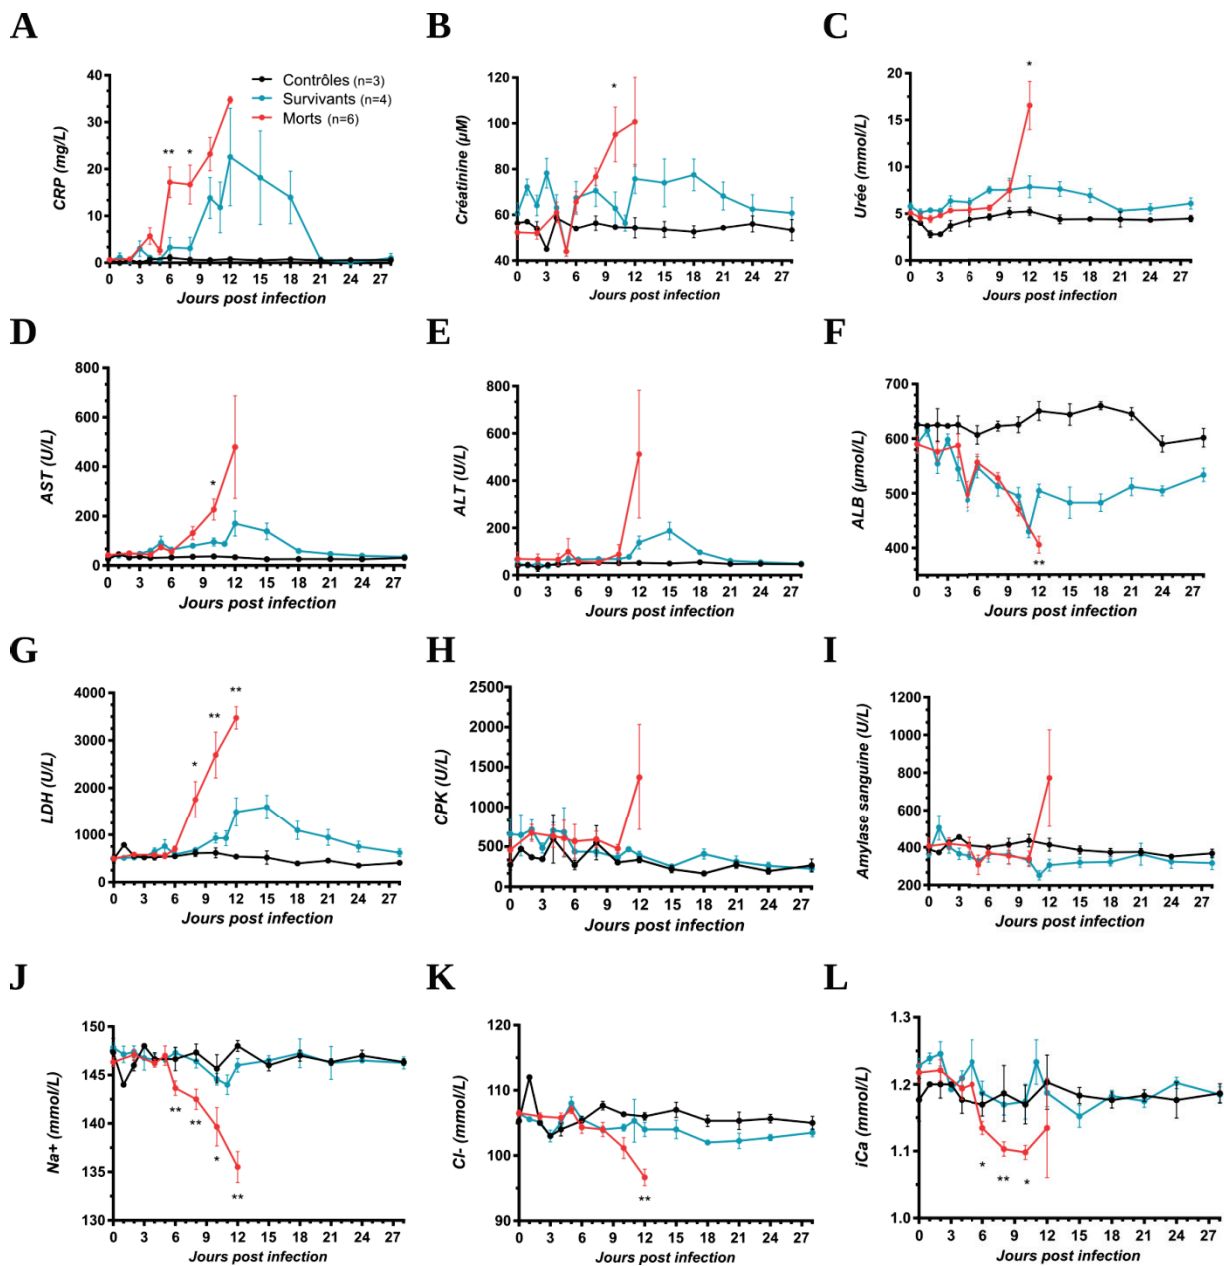 A
CRP (mg/L)
40
30
20
10
0
0 3 6 9 12 15 18 21 24 27
Jours post infection
** *
Contrôles (n=3)
Survivants (n=4)
Morts (n=6)
B
Créatinine (µM)
120
100
80
60
40
0 3 6 9 12 15 18 21 24 27
Jours post infection
*
C
Urée (mmol/L)
20
15
10
5
0
0 3 6 9 12 15 18 21 24 27
Jours post infection
*
D
AST (U/L)
800
600
400
200
0
0 3 6 9 12 15 18 21 24 27
Jours post infection
*
E
ALT (U/L)
800
600
400
200
0
0 3 6 9 12 15 18 21 24 27
Jours post infection
F
ALB (µmol/L)
700
600
500
400
0 3 6 9 12 15 18 21 24 27
Jours post infection
**
G
LDH (U/L)
4000
3000
2000
1000
0
0 3 6 9 12 15 18 21 24 27
Jours post infection
* ** **
H
CPK (U/L)
2500
2000
1500
1000
500
0
0 3 6 9 12 15 18 21 24 27
Jours post infection
I
Amylase sanguine (U/L)
1200
1000
800
600
400
200
0 3 6 9 12 15 18 21 24 27
Jours post infection
J
Na+ (mmol/L)
150
145
140
135
130
0 3 6 9 12 15 18 21 24 27
Jours post infection
** ** * **
K
Cl- (mmol/L)
120
110
100
90
0 3 6 9 12 15 18 21 24 27
Jours post infection
**
L
iCa (mmol/L)
1.3
1.2
1.1
1.0
0 3 6 9 12 15 18 21 24 27
Jours post infection
* ** *